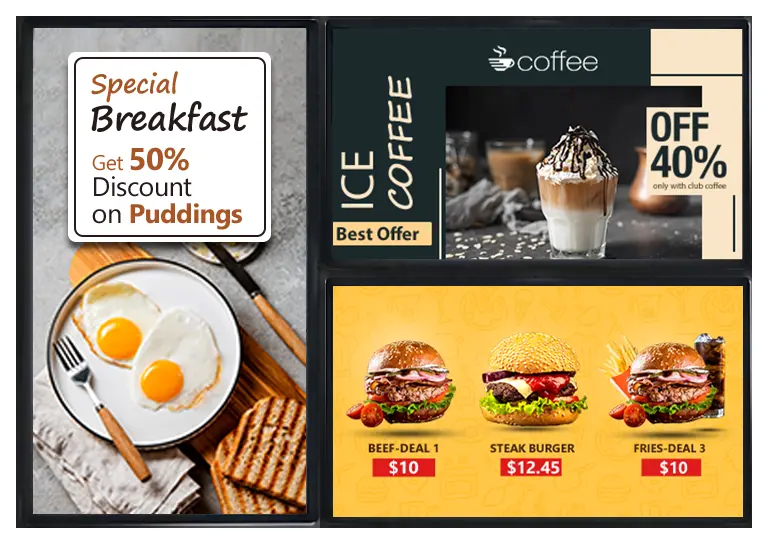 Special
Breakfast
Get 50%
Discount
on Puddings
coffee
ICE
COFFEE
Best Offer
OFF
40%
only with club coffee
BEEF-DEAL 1
$10
STEAK BURGER
$12.45
FRIES-DEAL 3
$10